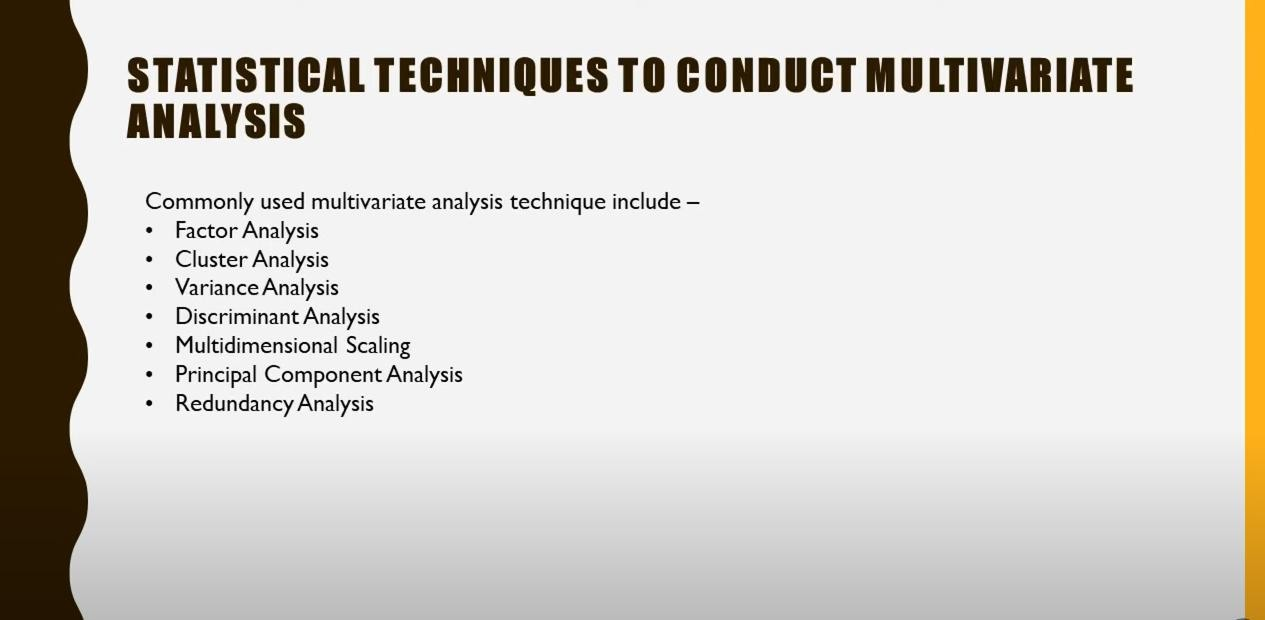 STATISTICAL TECHNIQUES TO CONDUCT MULTIVARIATE
ANALYSIS
Commonly used multivariate analysis technique include –
• Factor Analysis
• Cluster Analysis
• Variance Analysis
• Discriminant Analysis
• Multidimensional Scaling
• Principal Component Analysis
• Redundancy Analysis